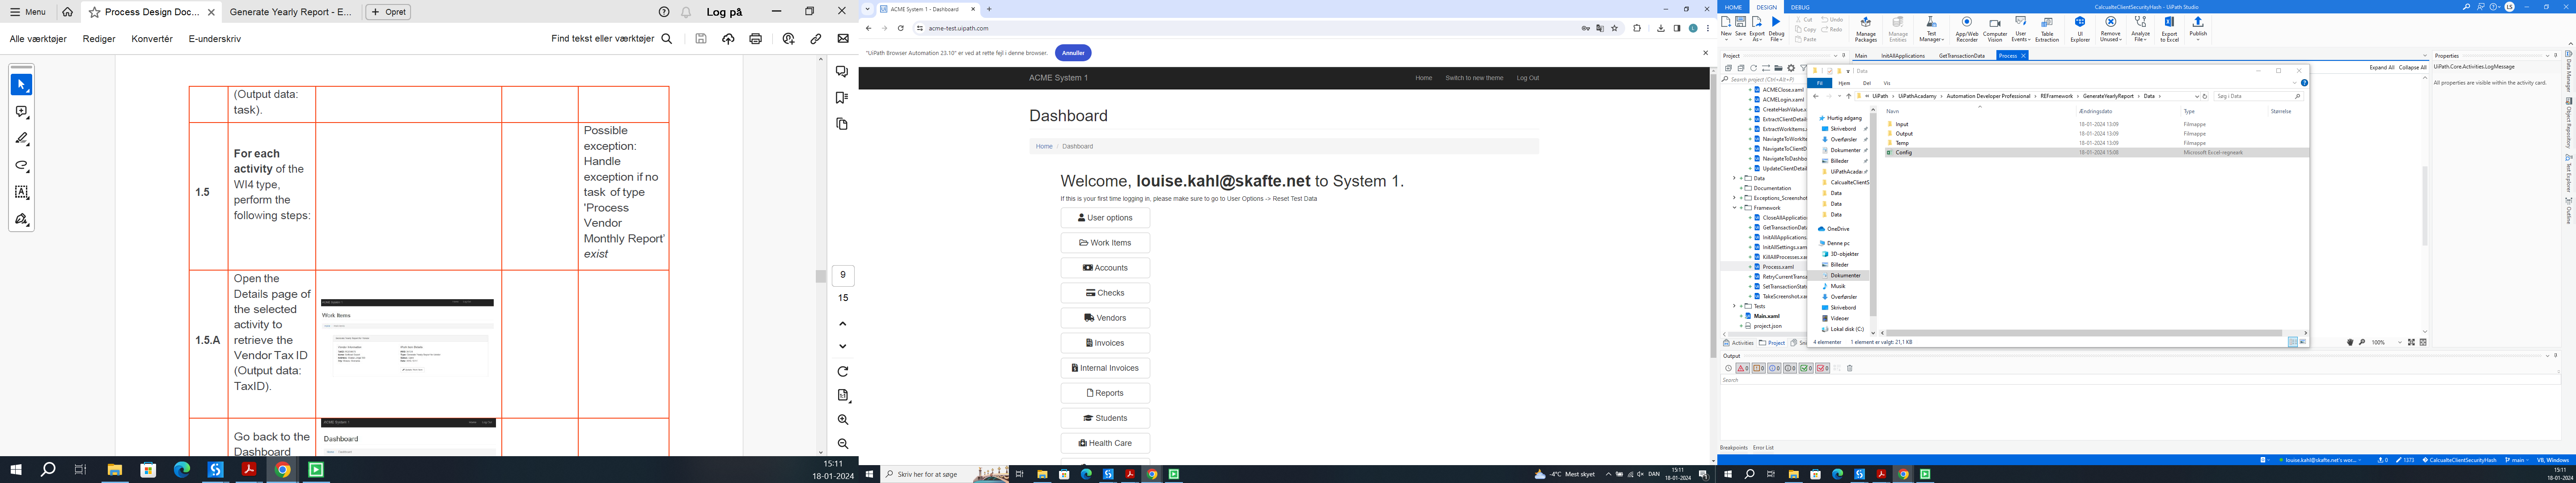 Menu
Process Design Doc...
Generate Yearly Report - E...
Opret
Log på
Alle værktøjer
Rediger
Konvertér
E-underskriv
Find tekst eller værktøjer
(Output data:
task).
1.5
For each
activity of the
WI4 type,
perform the
following steps:
Possible
exception:
Handle
exception if no
task of type
'Process
Vendor
Monthly Report'
exist
1.5.A
Open the
Details page of
the selected
activity to
retrieve the
Vendor Tax ID
(Output data:
TaxID).
Work Items
Go back to the
Dashboard
Dashboard
9
15
15:11
18-01-2024
ACME System 1 - Dashboard
acme-test.uipath.com
"UiPath Browser Automation 23.10" er ved at rette fejl i denne browser.
Annuller
ACME System 1
Home
Switch to new theme
Log Out
Dashboard
Home / Dashboard
Welcome, louise.kahl@skafte.net to System 1.
If this is your first time logging in, please make sure to go to User Options -> Reset Test Data
User options
Work Items
Accounts
Checks
Vendors
Invoices
Internal Invoices
Reports
Students
Health Care
Skriv her for at søge
-4°C Mest skyet
DAN
15:11
18-01-2024
HOME
DESIGN
DEBUG
CalcualteClientSecurityHash - UiPath Studio
LS
New
Save
Export As
Debug File
Cut
Copy
Paste
Undo
Redo
Manage Packages
Manage Entities
Test Manager
App/Web Recorder
Computer Vision
User Events
Table Extraction
UI Explorer
Remove Unused
Analyze File
Export to Excel
Publish
Project
Main
InitAllApplications
GetTransactionData
Process
Properties
Expand All
Collapse All
UiPath.Core.Activities.LogMessage
All properties are visible within the activity card.
Search project (Ctrl+Alt+F)
ACMEClose.xaml
ACMELogin.xaml
CreateHashValue.x
ExtractClientDetail
ExtractWorkItems.
NavigateToWorkIte
NavigateToClientD
NavigateToDashbo
UpdateClientDetail
Data
Documentation
Exceptions_Screenshot
Framework
CloseAllApplication
GetTransactionData
InitAllApplications.
InitAllSettings.xam
KillAllProcesses.xa
Process.xaml
RetryCurrentTransa
SetTransactionStat
TakeScreenshot.xar
Tests
Main.xaml
project.json
Activities
Project
Data
Fil
Hjem
Del
Vis
UiPath
UiPathAcadamy
Automation Developer Professional
REFramework
GenerateYearlyReport
Data
Søg i Data
Navn
Ændringsdato
Type
Størrelse
Input
18-01-2024 13:09
Filmappe
Output
18-01-2024 13:09
Filmappe
Temp
18-01-2024 13:09
Filmappe
Config
18-01-2024 15:08
Microsoft Excel-regneark
Hurtig adgang
Skrivebord
Overførsler
Dokumenter
Billeder
UiPathAcada
CalcualteClientS
Data
Data
Data
OneDrive
Denne pc
3D-objekter
Billeder
Dokumenter
Musik
Overførsler
Skrivebord
Videoer
Lokal disk (C:)
4 elementer
1 element er valgt: 21,1 KB
100%
Output
Search
Breakpoints
Error List
Data Manager
Object Repository
Test Explorer
Outline
louise.kahl@skafte.net's wor...
0
1373
CalcualteClientSecurityHash
main
VB, Windows
15:11
18-01-2024